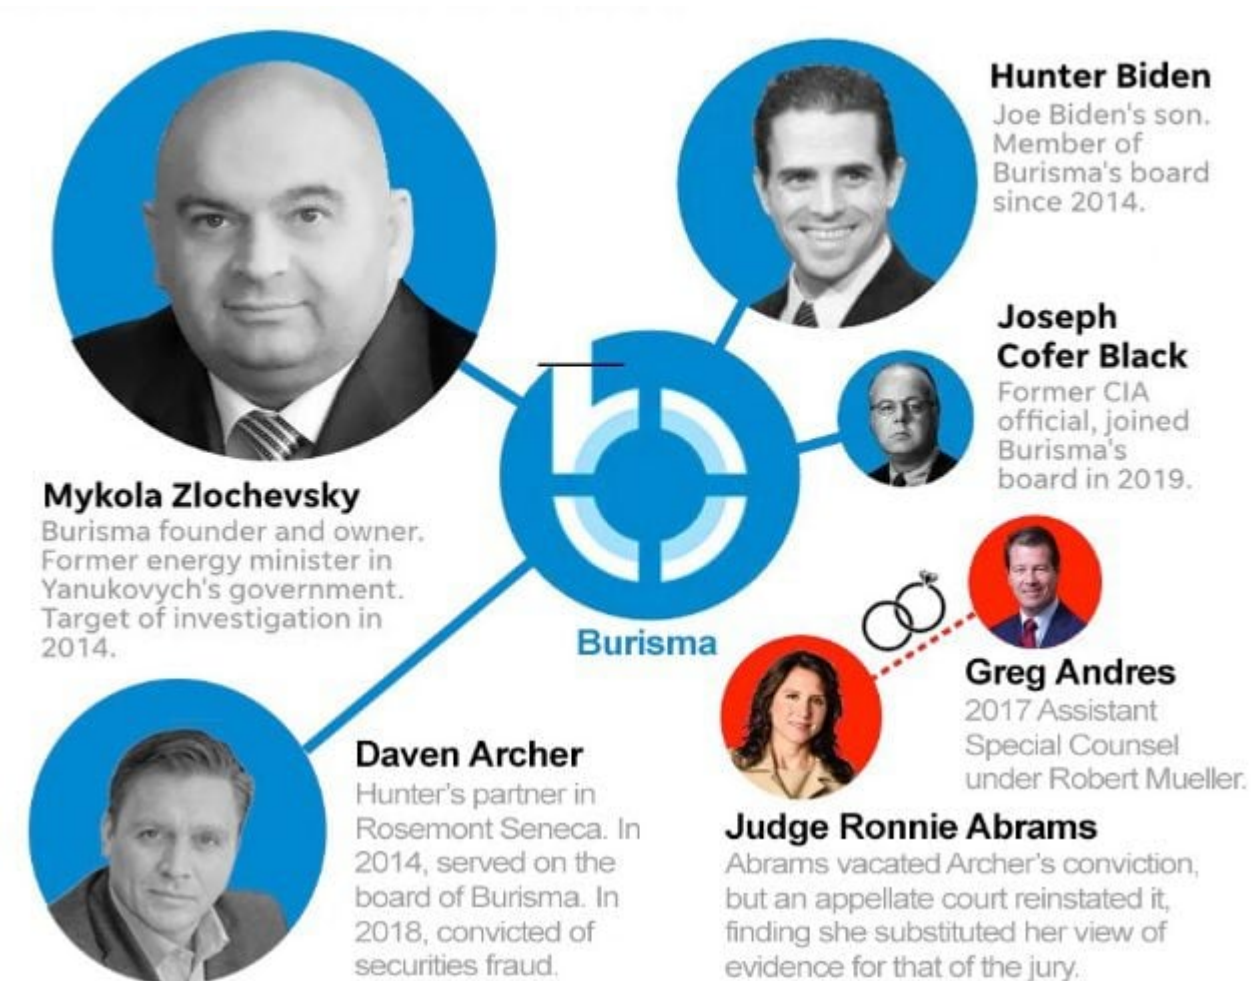 Hunter Biden
Joe Biden's son.
Member of
Burisma's board
since 2014.
Joseph
Cofer Black
Former CIA
official, joined
Burisma's
board in 2019.
Mykola Zlochevsky
Burisma founder and owner.
Former energy minister in
Yanukovych's government.
Target of investigation in
2014.
Burisma
Greg Andres
2017 Assistant
Special Counsel
under Robert Mueller.
Daven Archer
Hunter's partner in
Rosemont Seneca. In
2014, served on the
board of Burisma. In
2018, convicted of
securities fraud.
Judge Ronnie Abrams
Abrams vacated Archer's conviction,
but an appellate court reinstated it,
finding she substituted her view of
evidence for that of the jury.